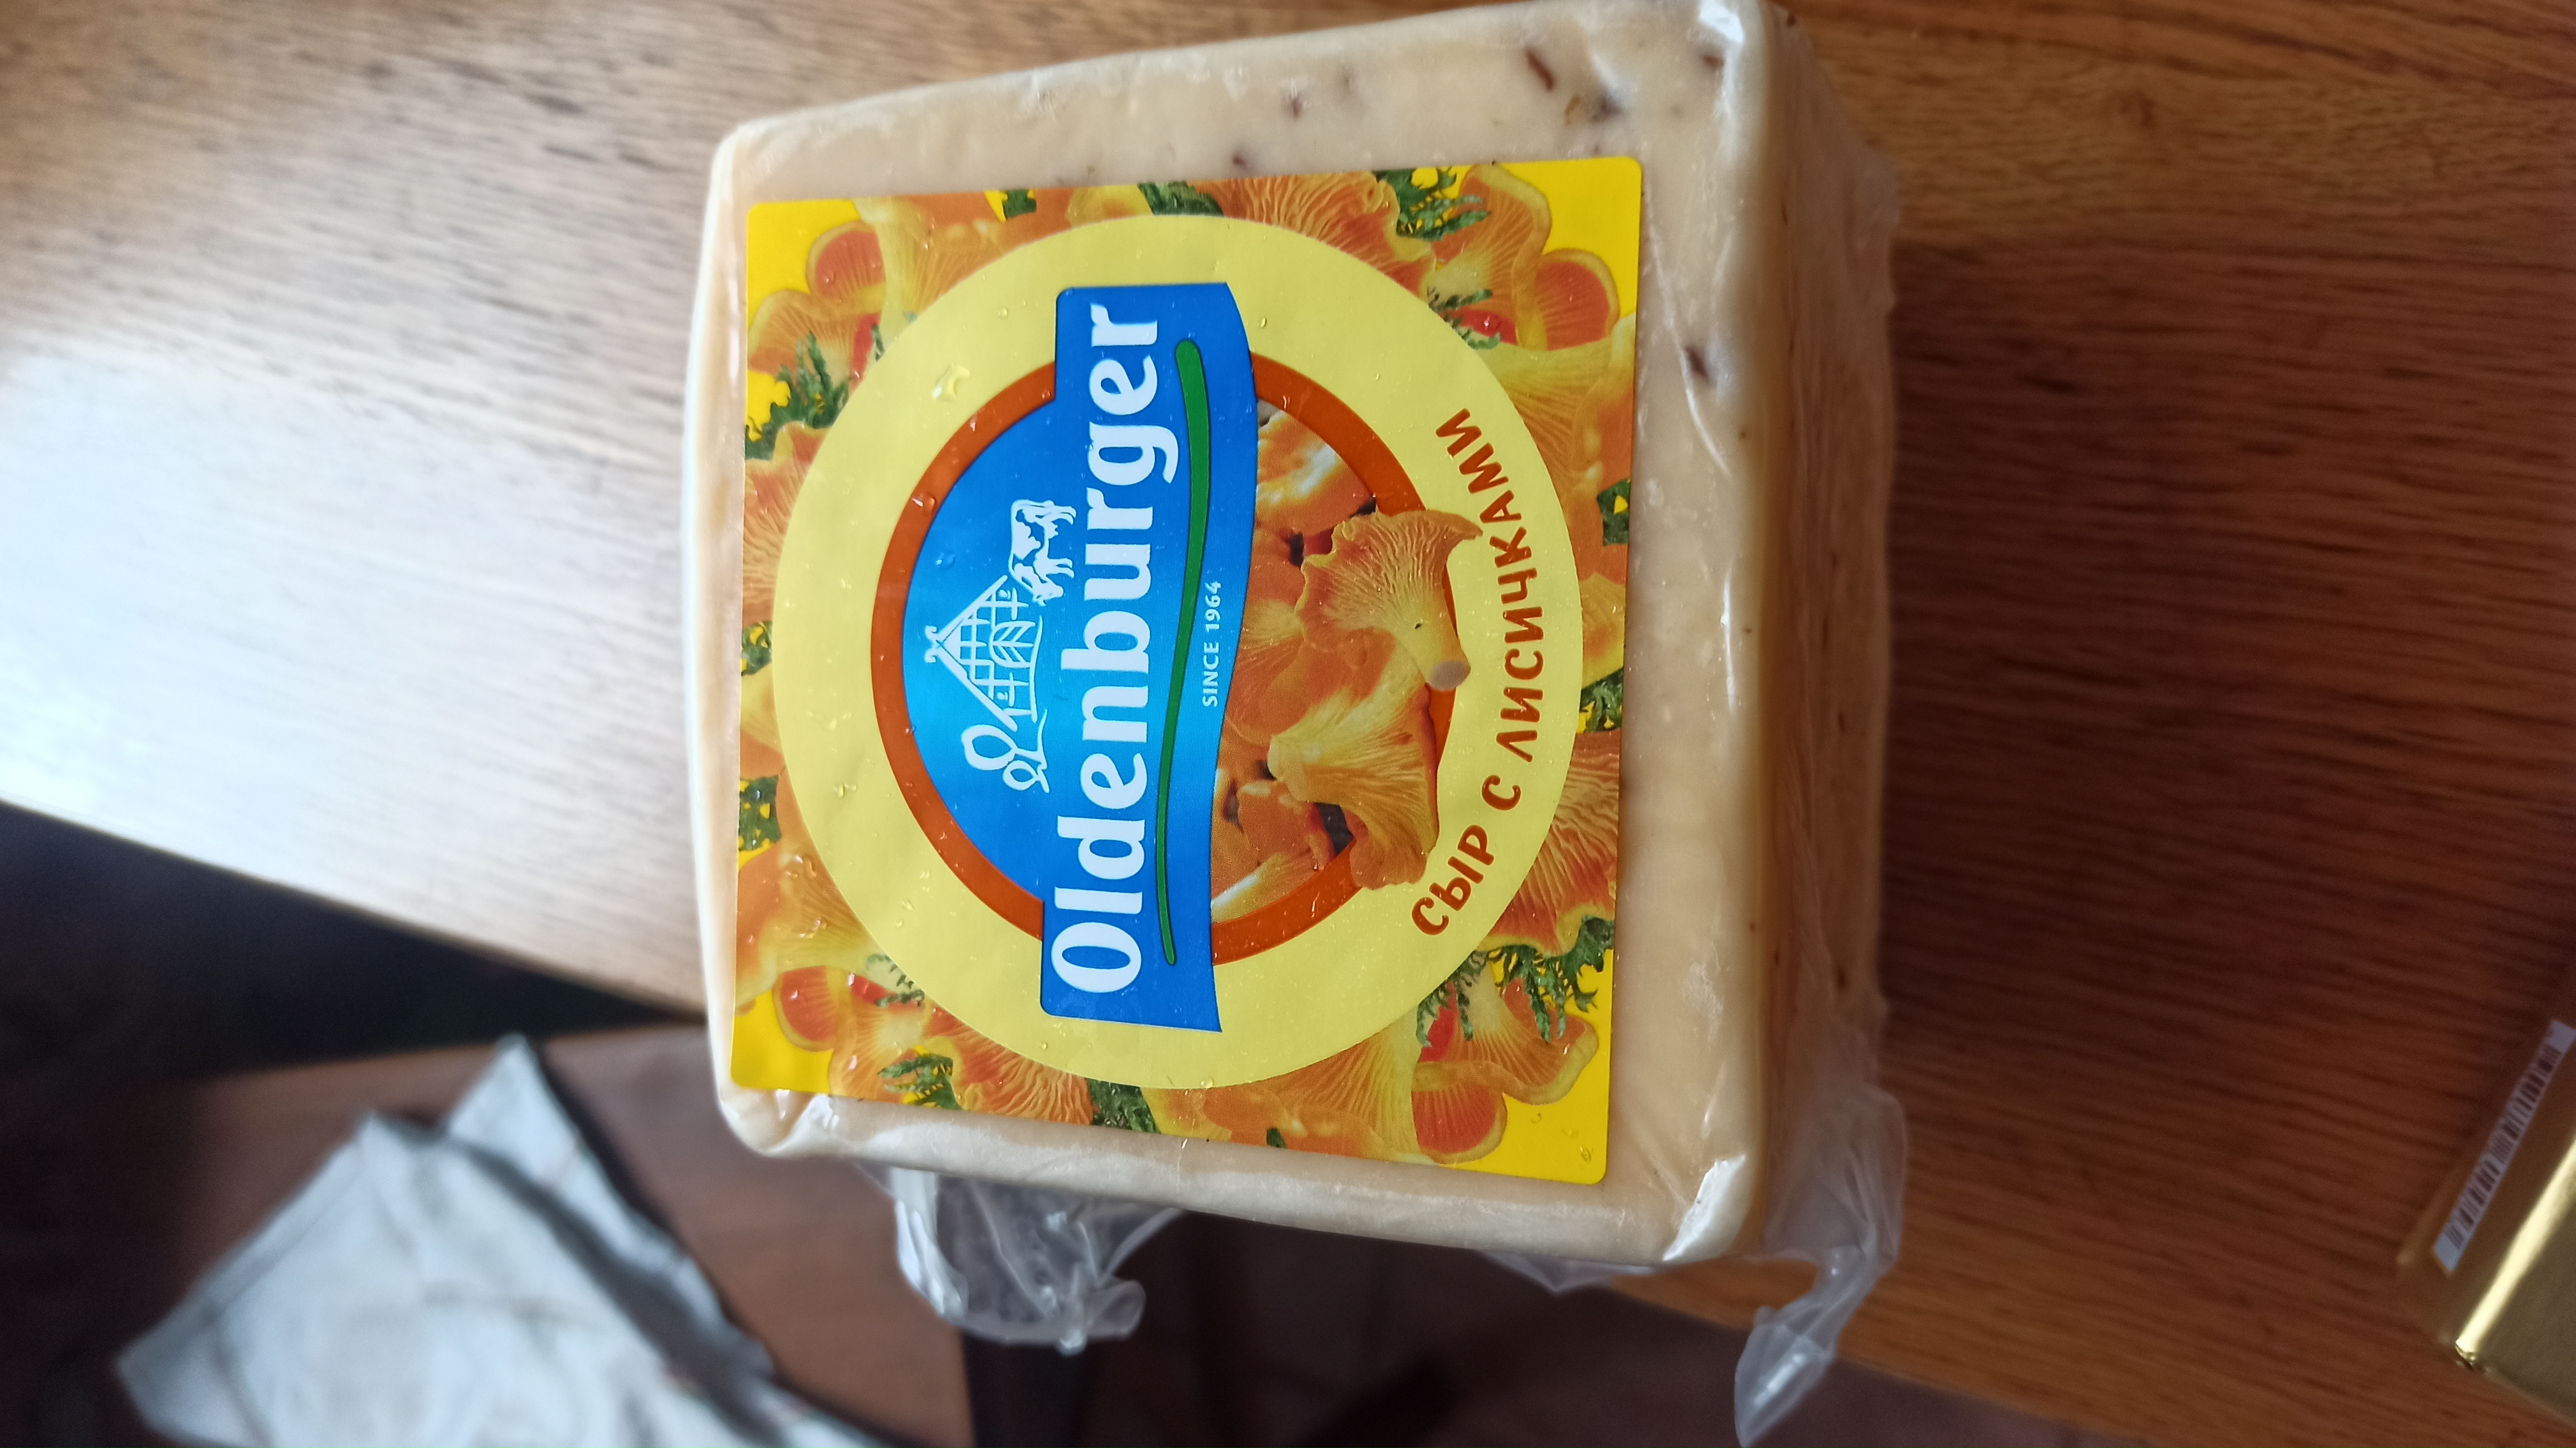 Oldenburger
SINCE 1964
СЫР С ЛИСИЧКАМИ